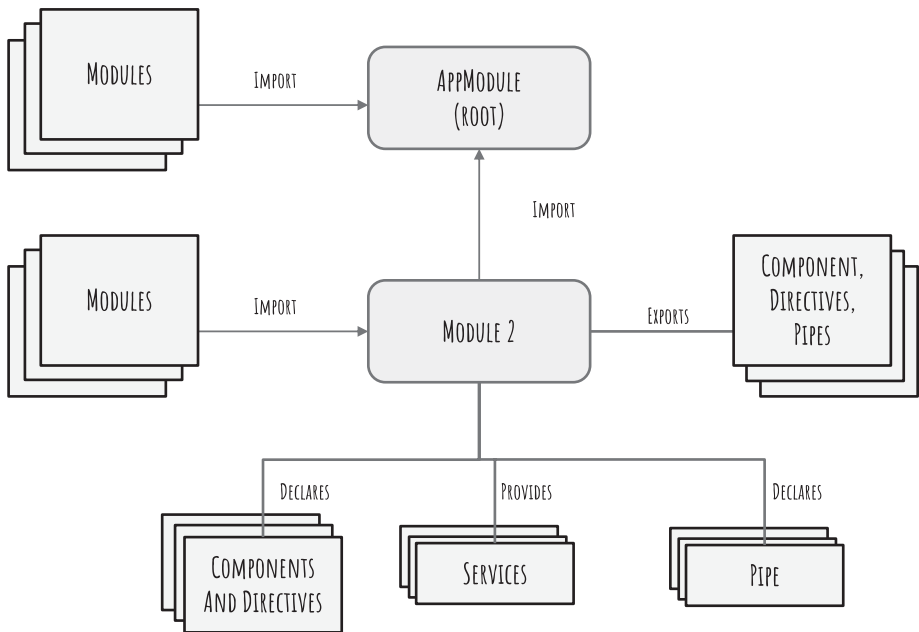 Modules
Import
AppModule
(root)
Import
Modules
Import
Module 2
Exports
Component,
Directives,
Pipes
Declares
Provides
Declares
Components
And Directives
Services
Pipe